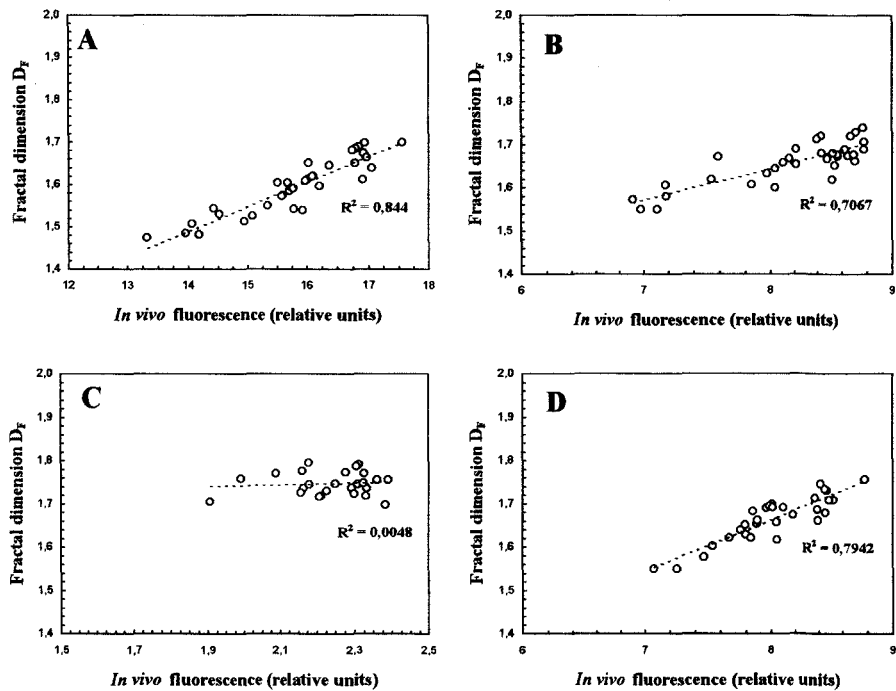 A
Fractal dimension D_F
2,0
1,9
1,8
1,7
1,6
1,5
1,4
R² = 0,844
12 13 14 15 16 17 18
In vivo fluorescence (relative units)
B
Fractal dimension D_F
2,0
1,9
1,8
1,7
1,6
1,5
1,4
R² = 0,7067
6 7 8 9
In vivo fluorescence (relative units)
C
Fractal dimension D_F
2,0
1,9
1,8
1,7
1,6
1,5
1,4
R² = 0,0048
1,5 1,7 1,9 2,1 2,3 2,5
In vivo fluorescence (relative units)
D
Fractal dimension D_F
2,0
1,9
1,8
1,7
1,6
1,5
1,4
R² = 0,7942
6 7 8 9
In vivo fluorescence (relative units)